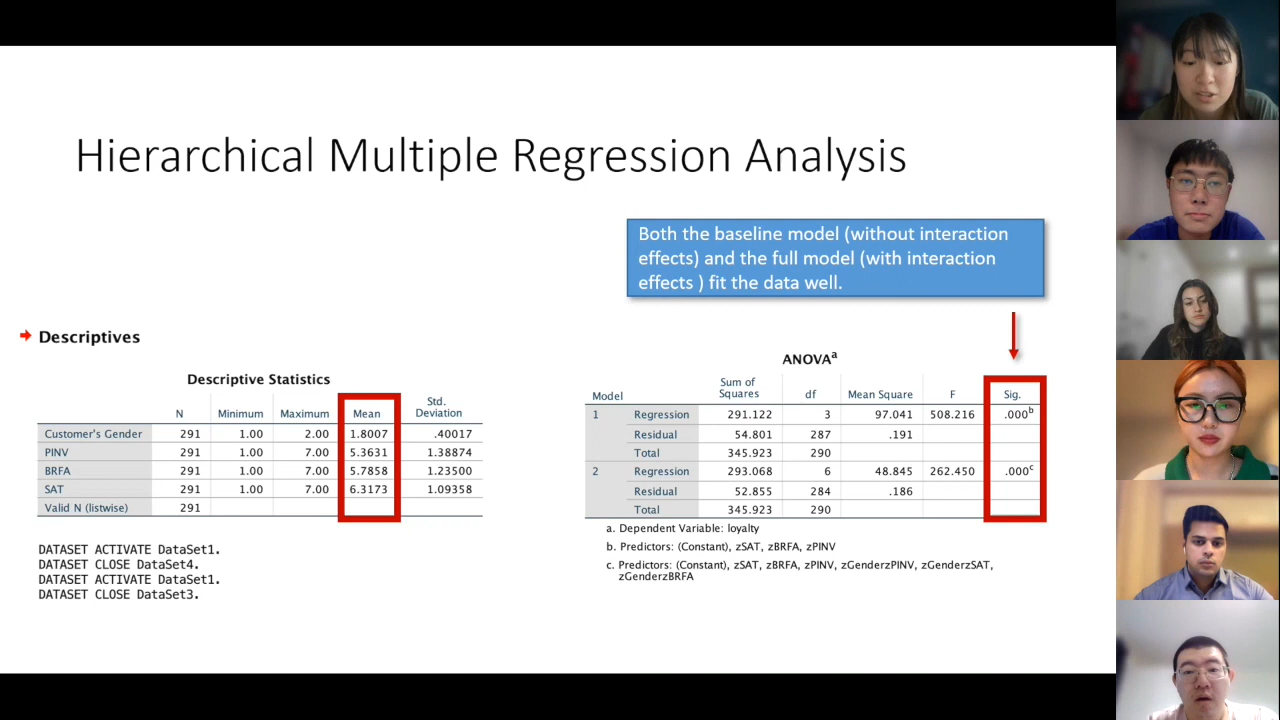 Hierarchical Multiple Regression Analysis
Both the baseline model (without interaction
effects) and the full model (with interaction
effects ) fit the data well.
Descriptives
Descriptive Statistics
N Minimum Maximum Mean Std. Deviation
Customer's Gender 291 1.00 2.00 1.8007 .40017
PINV 291 1.00 7.00 5.3631 1.38874
BRFA 291 1.00 7.00 5.7858 1.23500
SAT 291 1.00 7.00 6.3173 1.09358
Valid N (listwise) 291
DATASET ACTIVATE DataSet1.
DATASET CLOSE DataSet4.
DATASET ACTIVATE DataSet1.
DATASET CLOSE DataSet3.
ANOVAa
Model Sum of Squares df Mean Square F Sig.
1 Regression 291.122 3 97.041 508.216 .000b
Residual 54.801 287 .191
Total 345.923 290
2 Regression 293.068 6 48.845 262.450 .000c
Residual 52.855 284 .186
Total 345.923 290
a. Dependent Variable: loyalty
b. Predictors: (Constant), zSAT, zBRFA, zPINV
c. Predictors: (Constant), zSAT, zBRFA, zPINV, zGenderzPINV, zGenderzSAT,
zGenderzBRFA